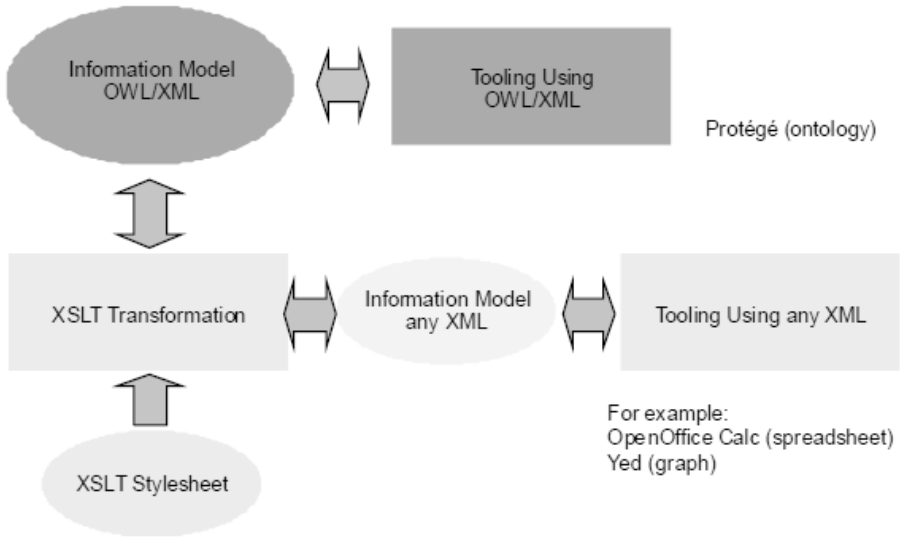 Information Model
OWL/XML
Tooling Using
OWL/XML
Protégé (ontology)
XSLT Transformation
Information Model
any XML
Tooling Using any XML
For example:
OpenOffice Calc (spreadsheet)
Yed (graph)
XSLT Stylesheet